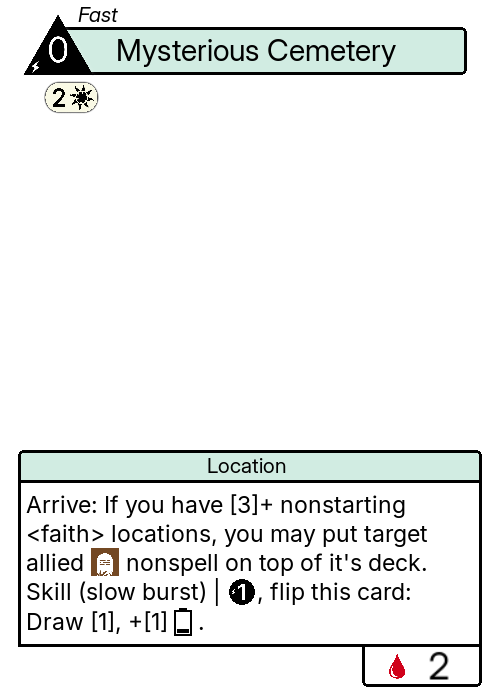 Fast
0 Mysterious Cemetery
2
Location
Arrive: If you have [3]+ nonstarting
<faith> locations, you may put target
allied nonspell on top of it's deck.
Skill (slow burst) | 1, flip this card:
Draw [1], +[1] .
2